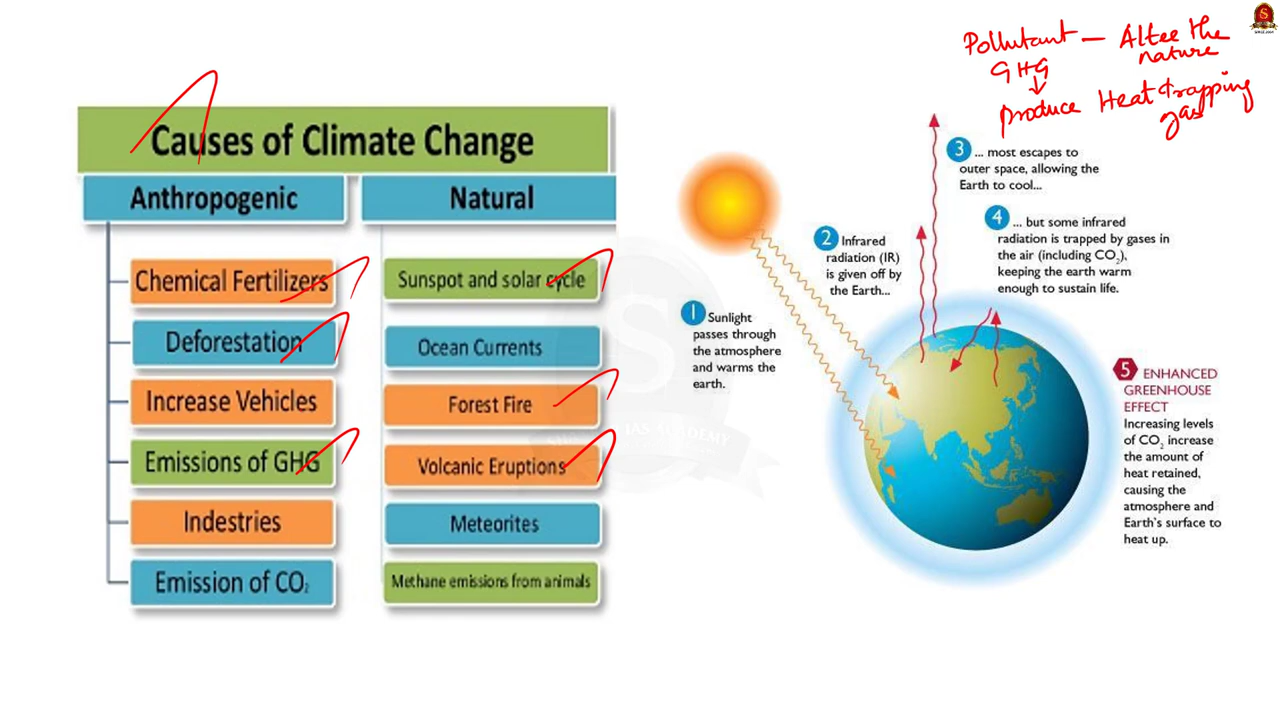 Pollutant — Alter the
nature
GHG
↓
produce Heat trapping
gas
Causes of Climate Change
Anthropogenic
Chemical Fertilizers
Deforestation
Increase Vehicles
Emissions of GHG
Indestries
Emission of CO₂
Natural
Sunspot and solar cycle
Ocean Currents
Forest Fire
Volcanic Eruptions
Meteorites
Methane emissions from animals
1 Sunlight
passes through
the atmosphere
and warms the
earth.
2 Infrared
radiation (IR)
is given off by
the Earth...
3 ... most escapes to
outer space, allowing the
Earth to cool...
4 ... but some infrared
radiation is trapped by gases in
the air (including CO₂),
keeping the earth warm
enough to sustain life.
5 ENHANCED
GREENHOUSE
EFFECT
Increasing levels
of CO₂ increase
the amount of
heat retained,
causing the
atmosphere and
Earth's surface to
heat up.
S
IAS ACADEMY